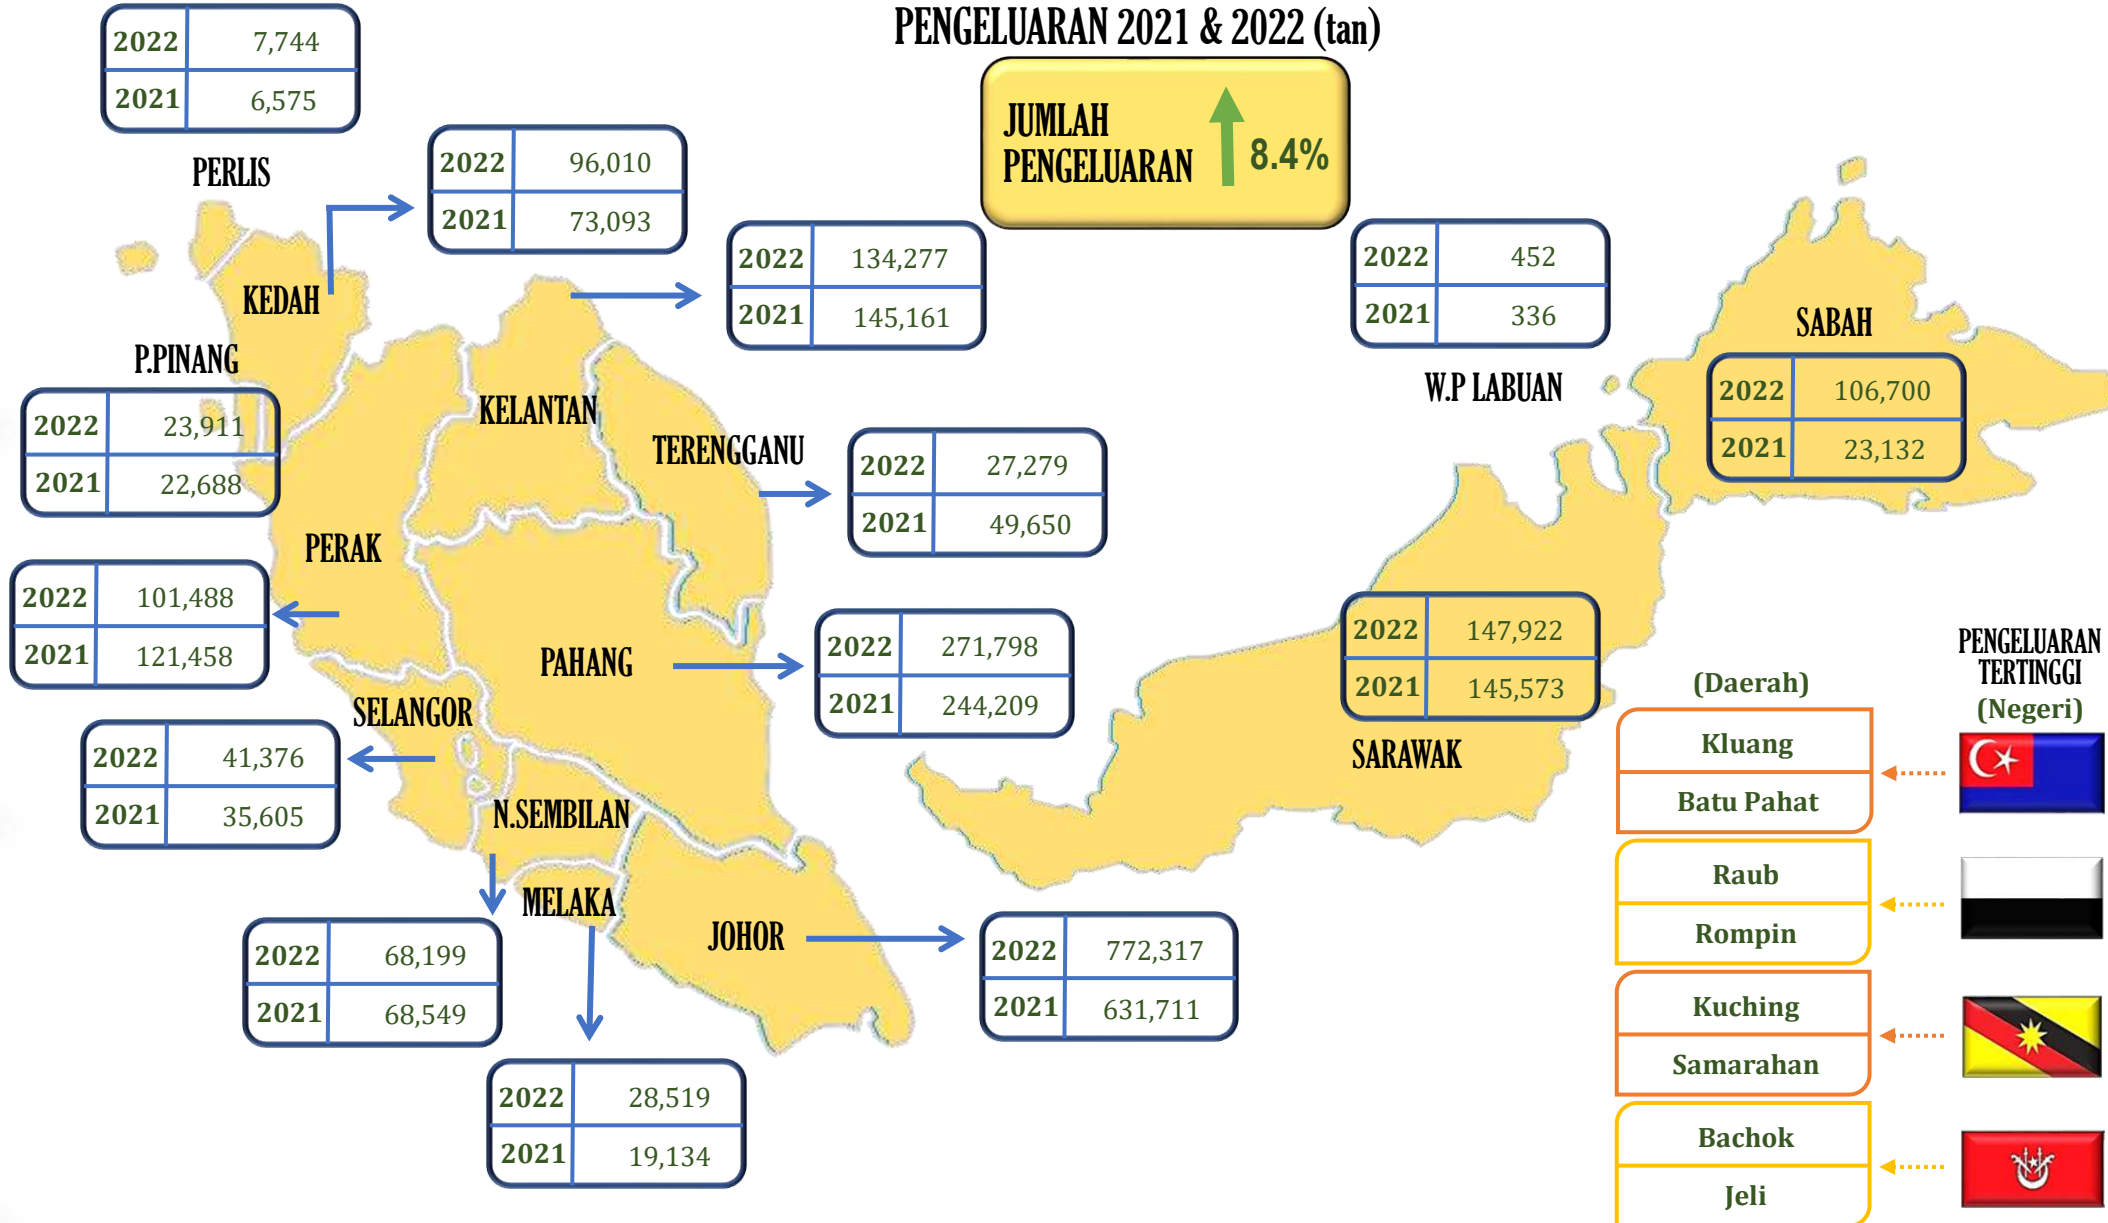 PENGELUARAN 2021 & 2022 (tan)
JUMLAH
PENGELUARAN
8.4%
2022 7,744
2021 6,575
PERLIS
2022 96,010
2021 73,093
KEDAH
2022 134,277
2021 145,161
KELANTAN
P.PINANG
2022 23,911
2021 22,688
TERENGGANU
2022 27,279
2021 49,650
PERAK
2022 101,488
2021 121,458
PAHANG
2022 271,798
2021 244,209
SELANGOR
2022 41,376
2021 35,605
N.SEMBILAN
2022 68,199
2021 68,549
MELAKA
2022 28,519
2021 19,134
JOHOR
2022 772,317
2021 631,711
2022 452
2021 336
W.P LABUAN
SABAH
2022 106,700
2021 23,132
2022 147,922
2021 145,573
SARAWAK
PENGELUARAN
TERTINGGI
(Daerah)
(Negeri)
Kluang
Batu Pahat
Raub
Rompin
Kuching
Samarahan
Bachok
Jeli